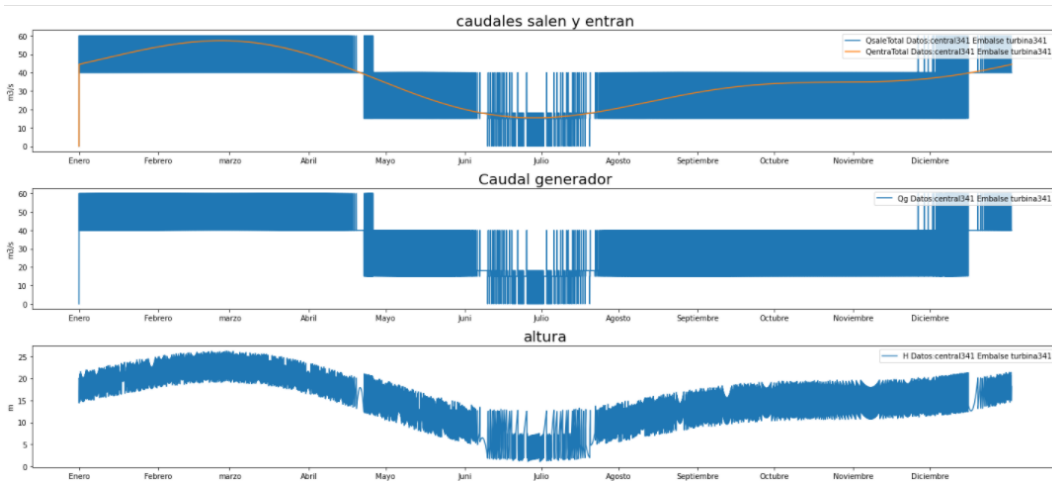 caudales salen y entran
QsaleTotal Datos:central341 Embalse turbina341
QentraTotal Datos:central341 Embalse turbina341
m3/s
60
50
40
30
20
10
0
Enero Febrero marzo Abril Mayo Juni Julio Agosto Septiembre Octubre Noviembre Diciembre
Caudal generador
Qg Datos:central341 Embalse turbina341
m3/s
60
50
40
30
20
10
0
Enero Febrero marzo Abril Mayo Juni Julio Agosto Septiembre Octubre Noviembre Diciembre
altura
H Datos:central341 Embalse turbina341
m
25
20
15
10
5
0
Enero Febrero marzo Abril Mayo Juni Julio Agosto Septiembre Octubre Noviembre Diciembre